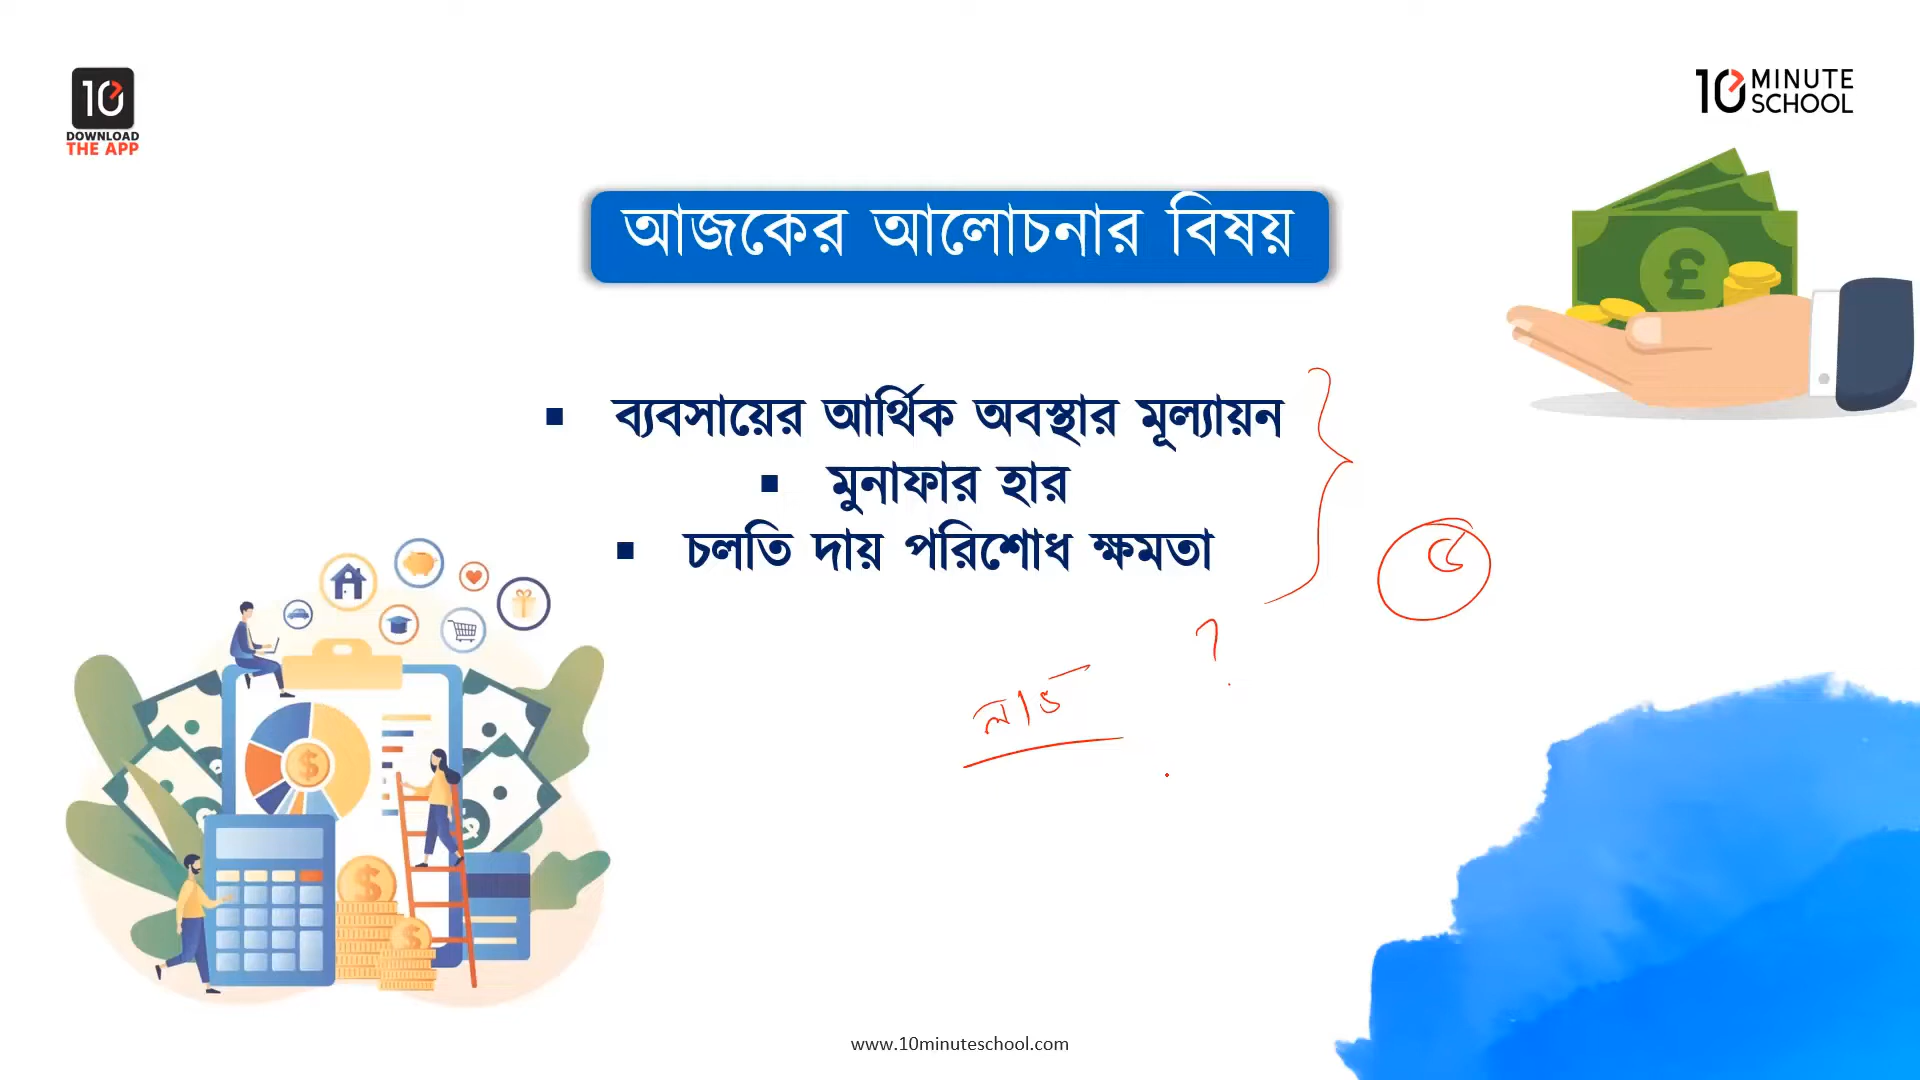 10
DOWNLOAD
THE APP
10 MINUTE
SCHOOL
আজকের আলোচনার বিষয়
▪ ব্যবসায়ের আর্থিক অবস্থার মূল্যায়ন
▪ মুনাফার হার
▪ চলতি দায় পরিশোধ ক্ষমতা
৫
?
লাভ
www.10minuteschool.com